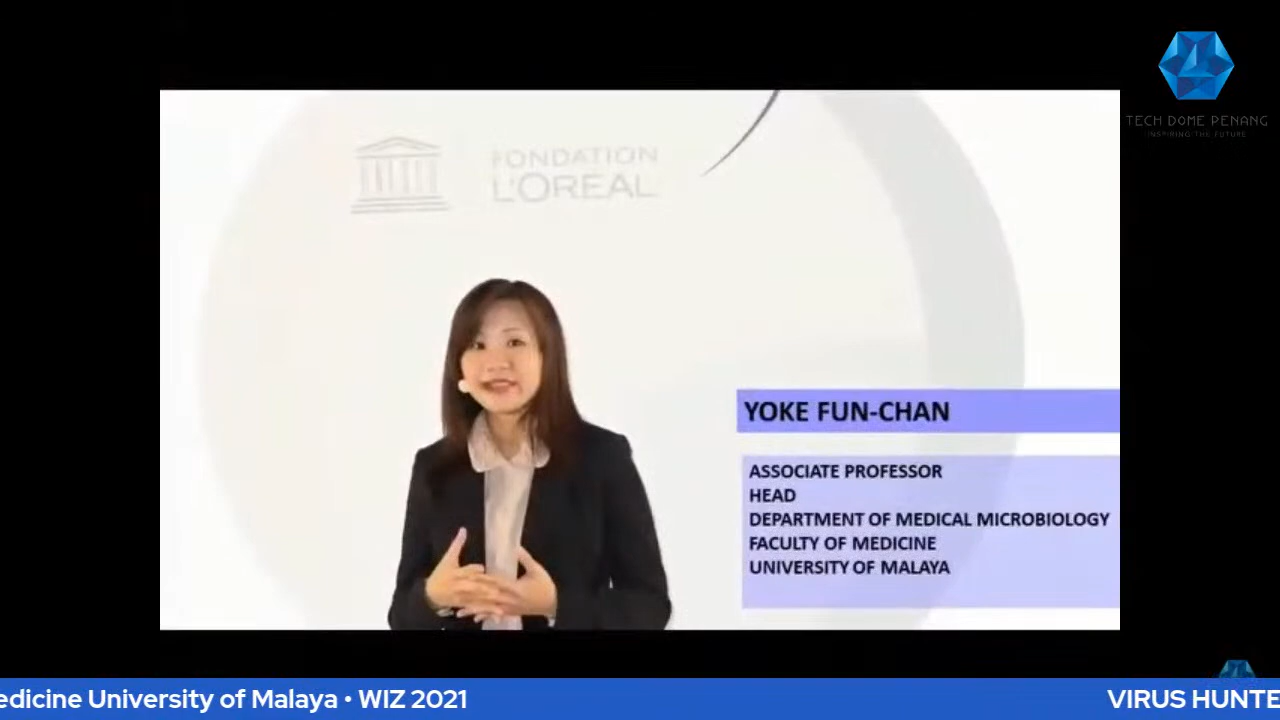 TECH DOME PENANG
INSPIRING THE FUTURE
FONDATION
L'ORÉAL
YOKE FUN-CHAN
ASSOCIATE PROFESSOR
HEAD
DEPARTMENT OF MEDICAL MICROBIOLOGY
FACULTY OF MEDICINE
UNIVERSITY OF MALAYA
edicine University of Malaya • WIZ 2021
VIRUS HUNTE